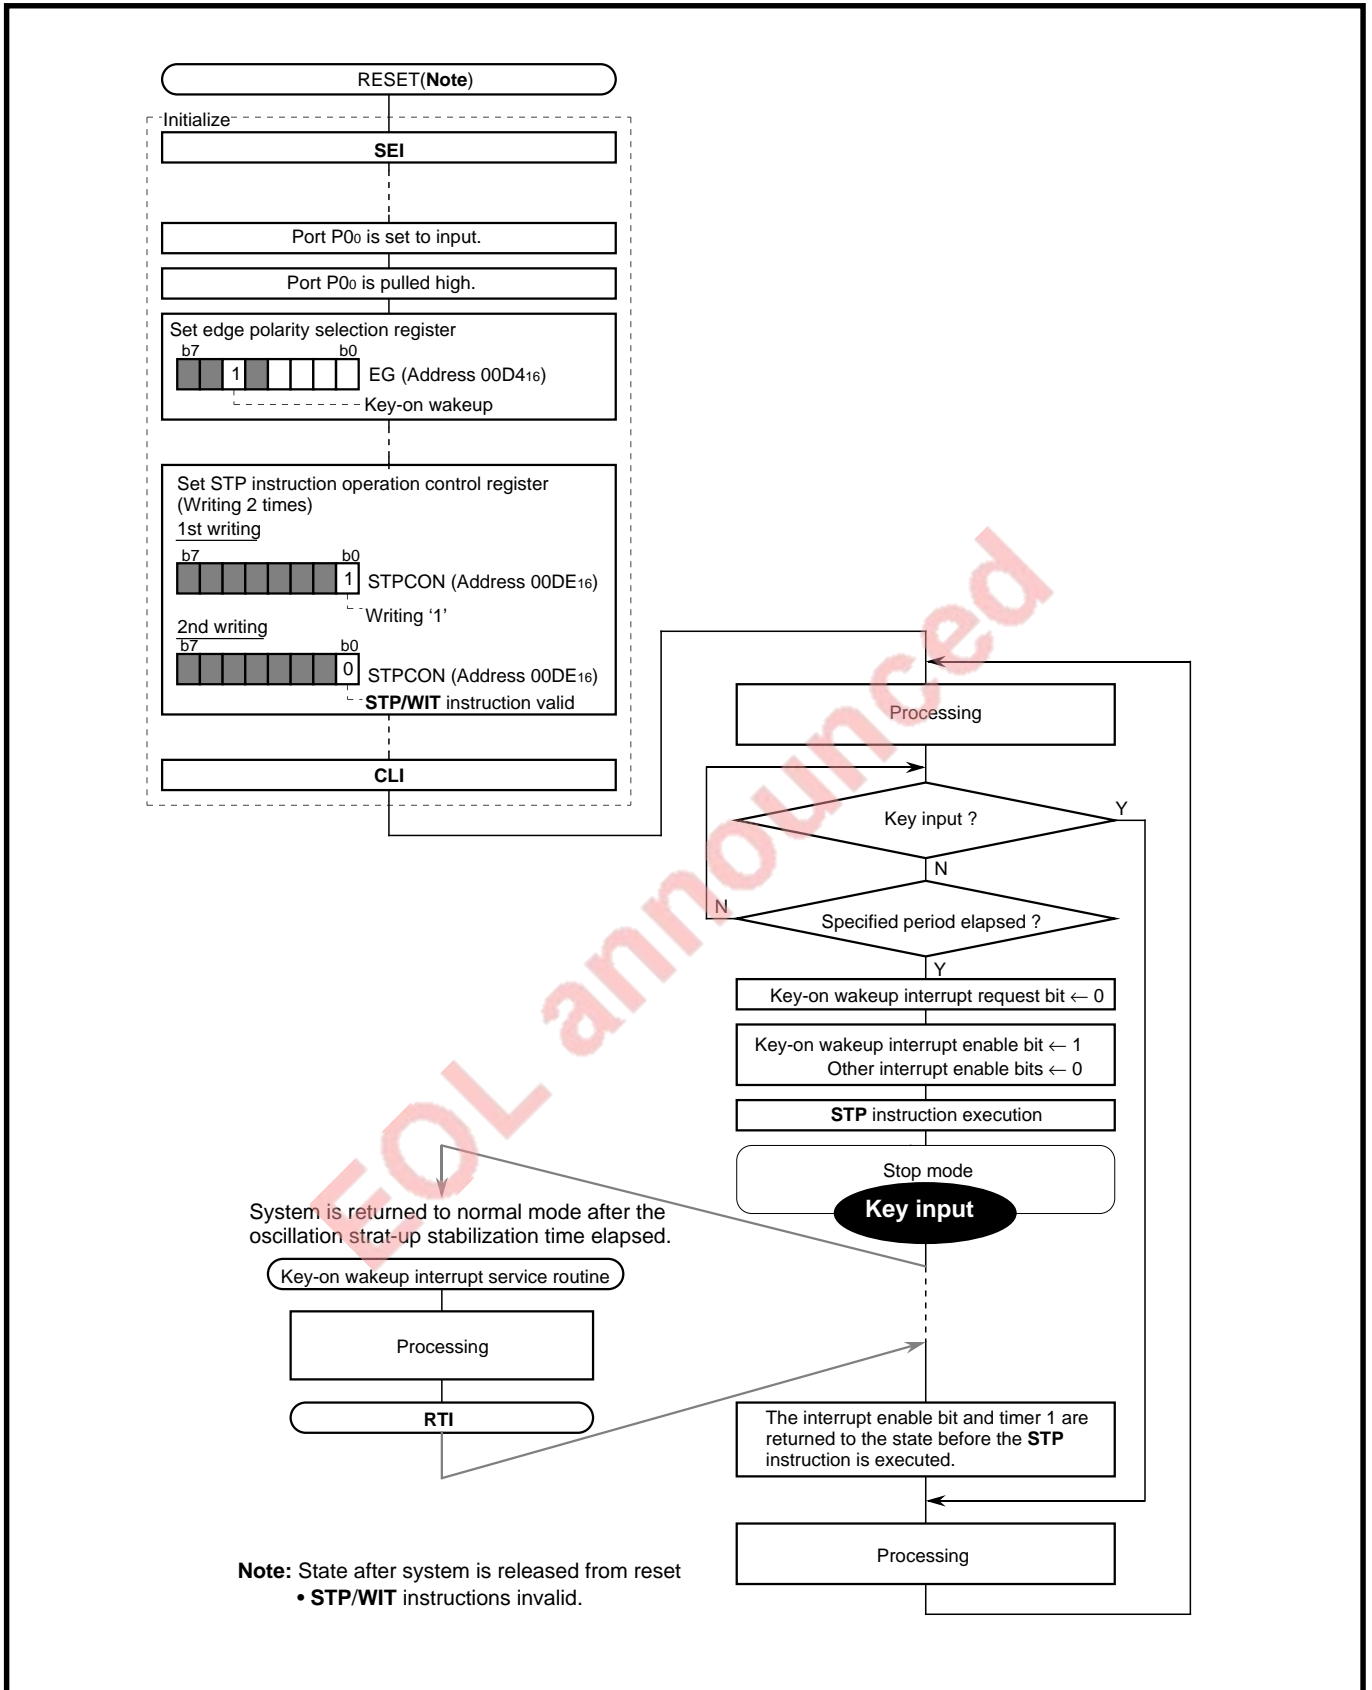 RESET(Note)
Initialize
SEI
Port P00 is set to input.
Port P00 is pulled high.
Set edge polarity selection register
b7 b0
1 EG (Address 00D416)
Key-on wakeup
Set STP instruction operation control register
(Writing 2 times)
1st writing
b7 b0
1 STPCON (Address 00DE16)
Writing ‘1’
2nd writing
b7 b0
0 STPCON (Address 00DE16)
STP/WIT instruction valid
CLI
Processing
Key input ?
Y
N
Specified period elapsed ?
N
Y
Key-on wakeup interrupt request bit ← 0
Key-on wakeup interrupt enable bit ← 1
Other interrupt enable bits ← 0
STP instruction execution
Stop mode
Key input
System is returned to normal mode after the
oscillation strat-up stabilization time elapsed.
Key-on wakeup interrupt service routine
Processing
RTI
The interrupt enable bit and timer 1 are
returned to the state before the STP
instruction is executed.
Processing
Note: State after system is released from reset
• STP/WIT instructions invalid.
EOL announced